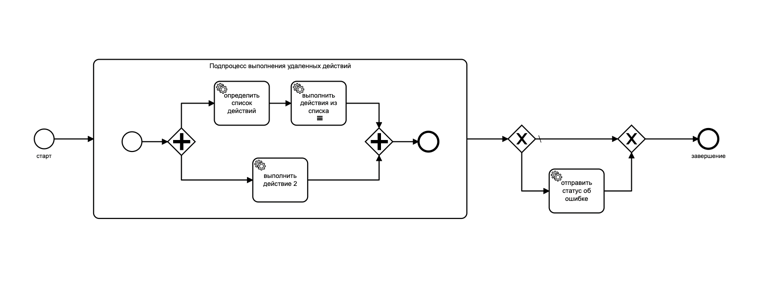 Подпроцесс выполнения удаленных действий
определить
список
действий
выполнить
действия из
списка
выполнить
действие 2
старт
отправить
статус об
ошибке
завершение